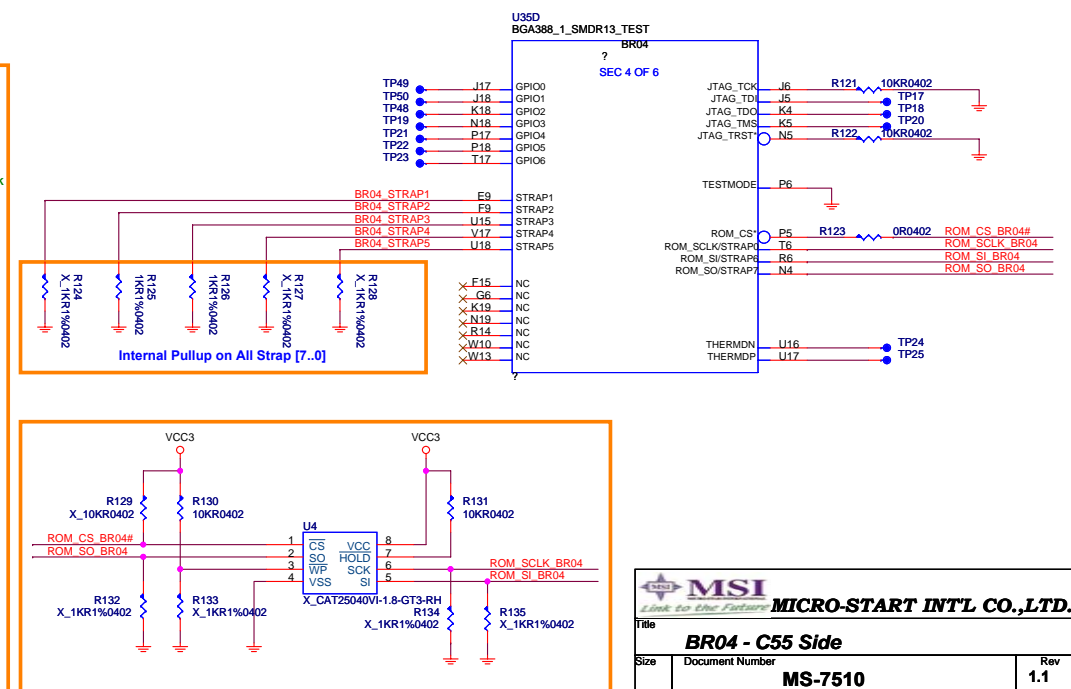 U35D
BGA388_1_SMDR13_TEST
BR04
?
SEC 4 OF 6
TP49 J17 GPIO0
TP50 J18 GPIO1
TP48 K18 GPIO2
TP19 N18 GPIO3
TP21 P17 GPIO4
TP22 P18 GPIO5
TP23 T17 GPIO6
JTAG_TCK J6 R121 10KR0402
JTAG_TDI J5 TP17
JTAG_TDO K4 TP18
JTAG_TMS K5 TP20
JTAG_TRST* N5 R122 10KR0402
TESTMODE P6
k
BR04_STRAP1 E9 STRAP1
BR04_STRAP2 F9 STRAP2
BR04_STRAP3 U15 STRAP3
BR04_STRAP4 V17 STRAP4
BR04_STRAP5 U18 STRAP5
ROM_CS* P5 R123 0R0402 ROM_CS_BR04#
ROM_SCLK/STRAP0 T6 ROM_SCLK_BR04
ROM_SI/STRAP6 R6 ROM_SI_BR04
ROM_SO/STRAP7 N4 ROM_SO_BR04
R124 X_1KR1%0402
R125 1KR1%0402
R126 1KR1%0402
R127 X_1KR1%0402
R128 X_1KR1%0402
Internal Pullup on All Strap [7..0]
F15 NC
G6 NC
K19 NC
N19 NC
R14 NC
W10 NC
W13 NC
THERMDN U16 TP24
THERMDP U17 TP25
?
VCC3 VCC3
R129 X_10KR0402
R130 10KR0402
R131 10KR0402
U4
ROM_CS_BR04# 1 CS VCC 8
ROM_SO_BR04 2 SO HOLD 7
3 WP SCK 6 ROM_SCLK_BR04
4 VSS SI 5 ROM_SI_BR04
X_CAT25040VI-1.8-GT3-RH
R132 X_1KR1%0402
R133 X_1KR1%0402
R134 X_1KR1%0402
R135 X_1KR1%0402
MSI
Link to the Future
MICRO-START INT'L CO.,LTD.
Title
BR04 - C55 Side
Size Document Number Rev
MS-7510 1.1